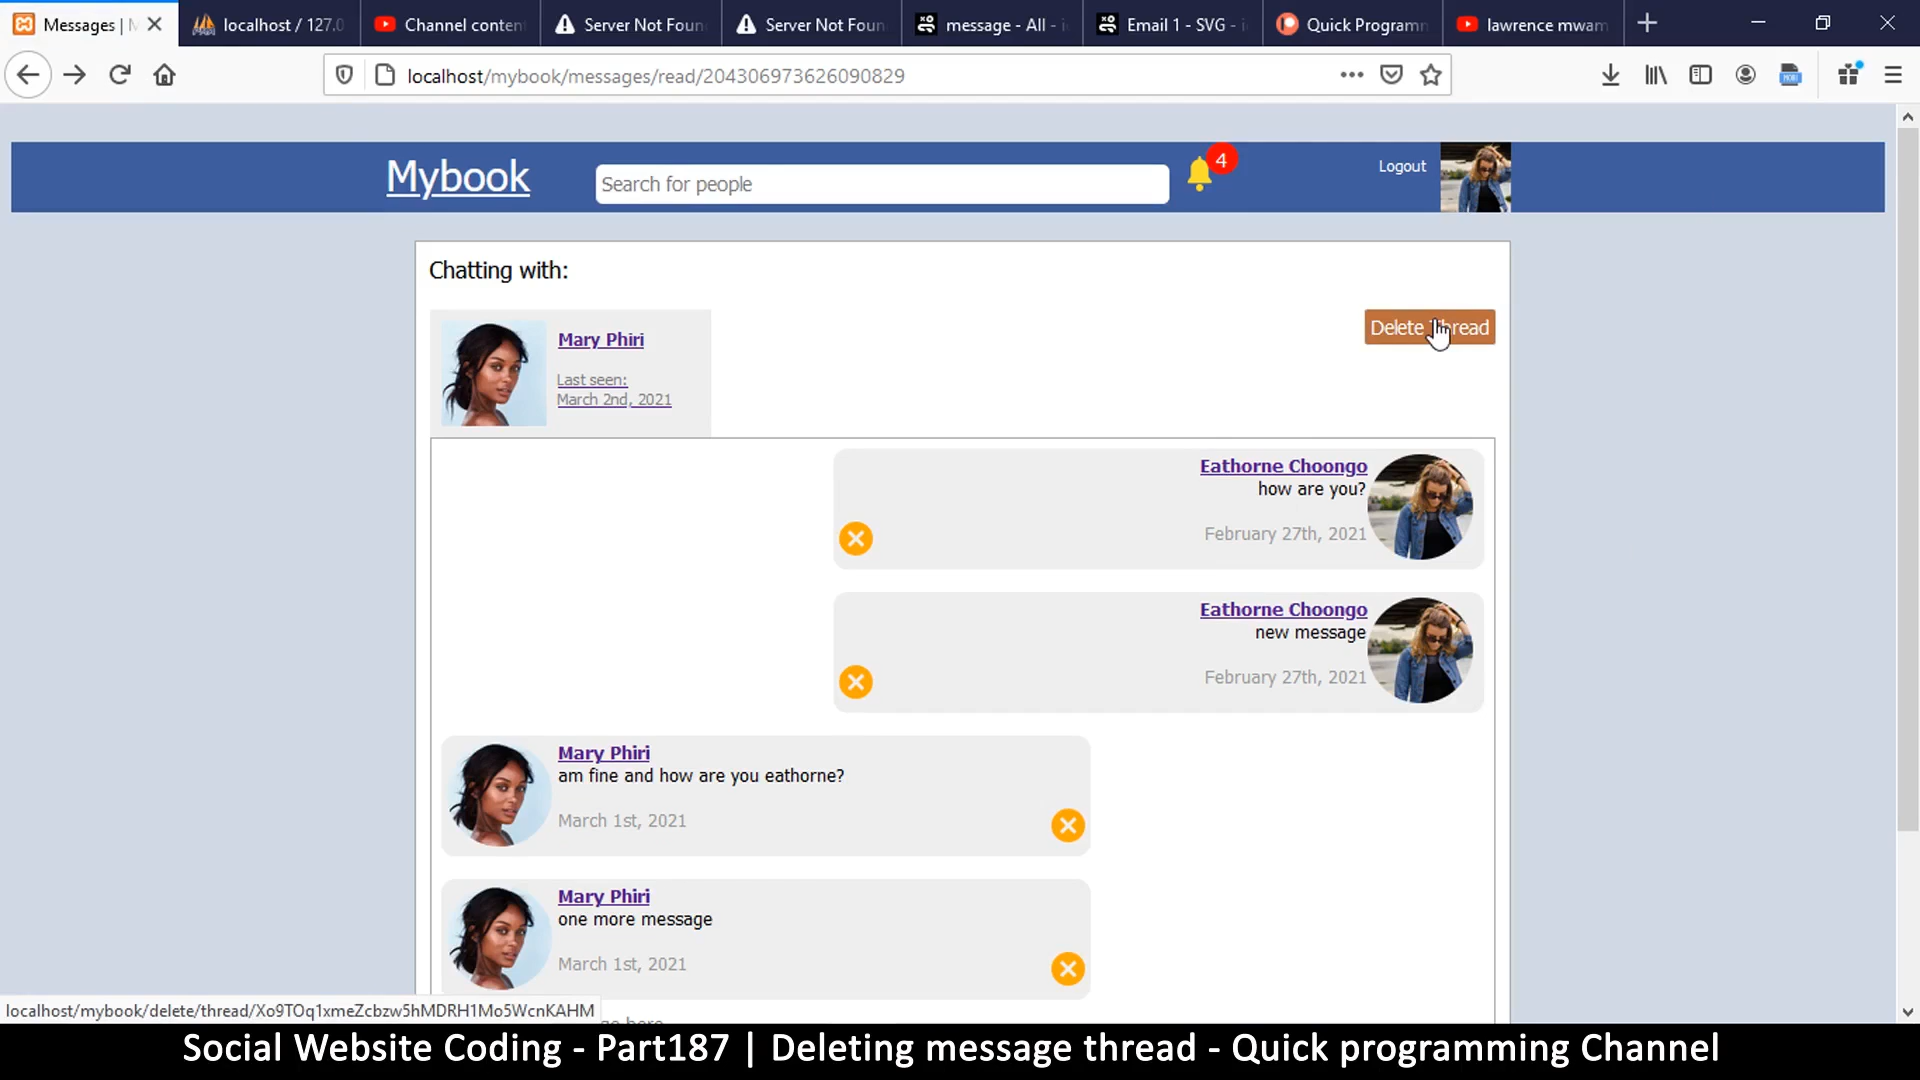 Messages | M
localhost / 127.0
Channel conten
Server Not Foun
Server Not Foun
message - All - i
Email 1 - SVG - i
Quick Programm
lawrence mwam
localhost/mybook/messages/read/204306973626090829
Mybook
Search for people
4
Logout
Chatting with:
Mary Phiri
Last seen:
March 2nd, 2021
Delete Thread
Eathorne Choongo
how are you?
February 27th, 2021
Eathorne Choongo
new message
February 27th, 2021
Mary Phiri
am fine and how are you eathorne?
March 1st, 2021
Mary Phiri
one more message
March 1st, 2021
localhost/mybook/delete/thread/Xo9TOq1xmeZcbzw5hMDRH1Mo5WcnKAHM
Social Website Coding - Part187 | Deleting message thread - Quick programming Channel